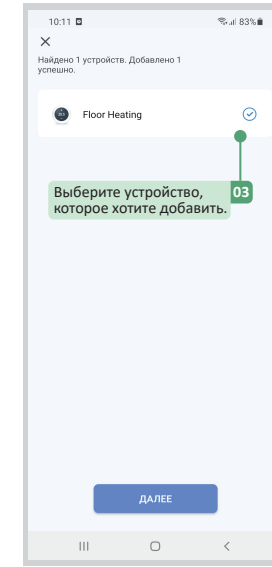 10:11 83%
Найдено 1 устройств. Добавлено 1
успешно.
Floor Heating
Выберите устройство, 03
которое хотите добавить.
ДАЛЕЕ